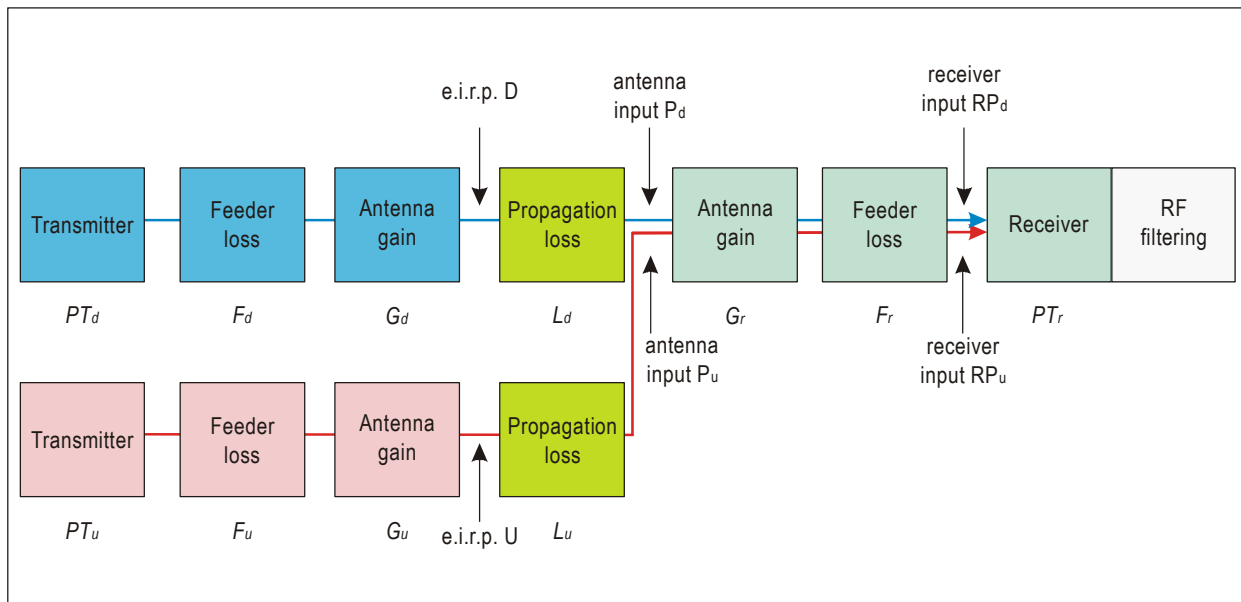 e.i.r.p. D
antenna
input Pd
receiver
input RPd
Transmitter
Feeder
loss
Antenna
gain
Propagation
loss
Antenna
gain
Feeder
loss
Receiver
RF
filtering
PTd
Fd
Gd
Ld
Gr
Fr
PTr
antenna
input Pu
receiver
input RPu
Transmitter
Feeder
loss
Antenna
gain
Propagation
loss
PTu
Fu
Gu
e.i.r.p. U
Lu